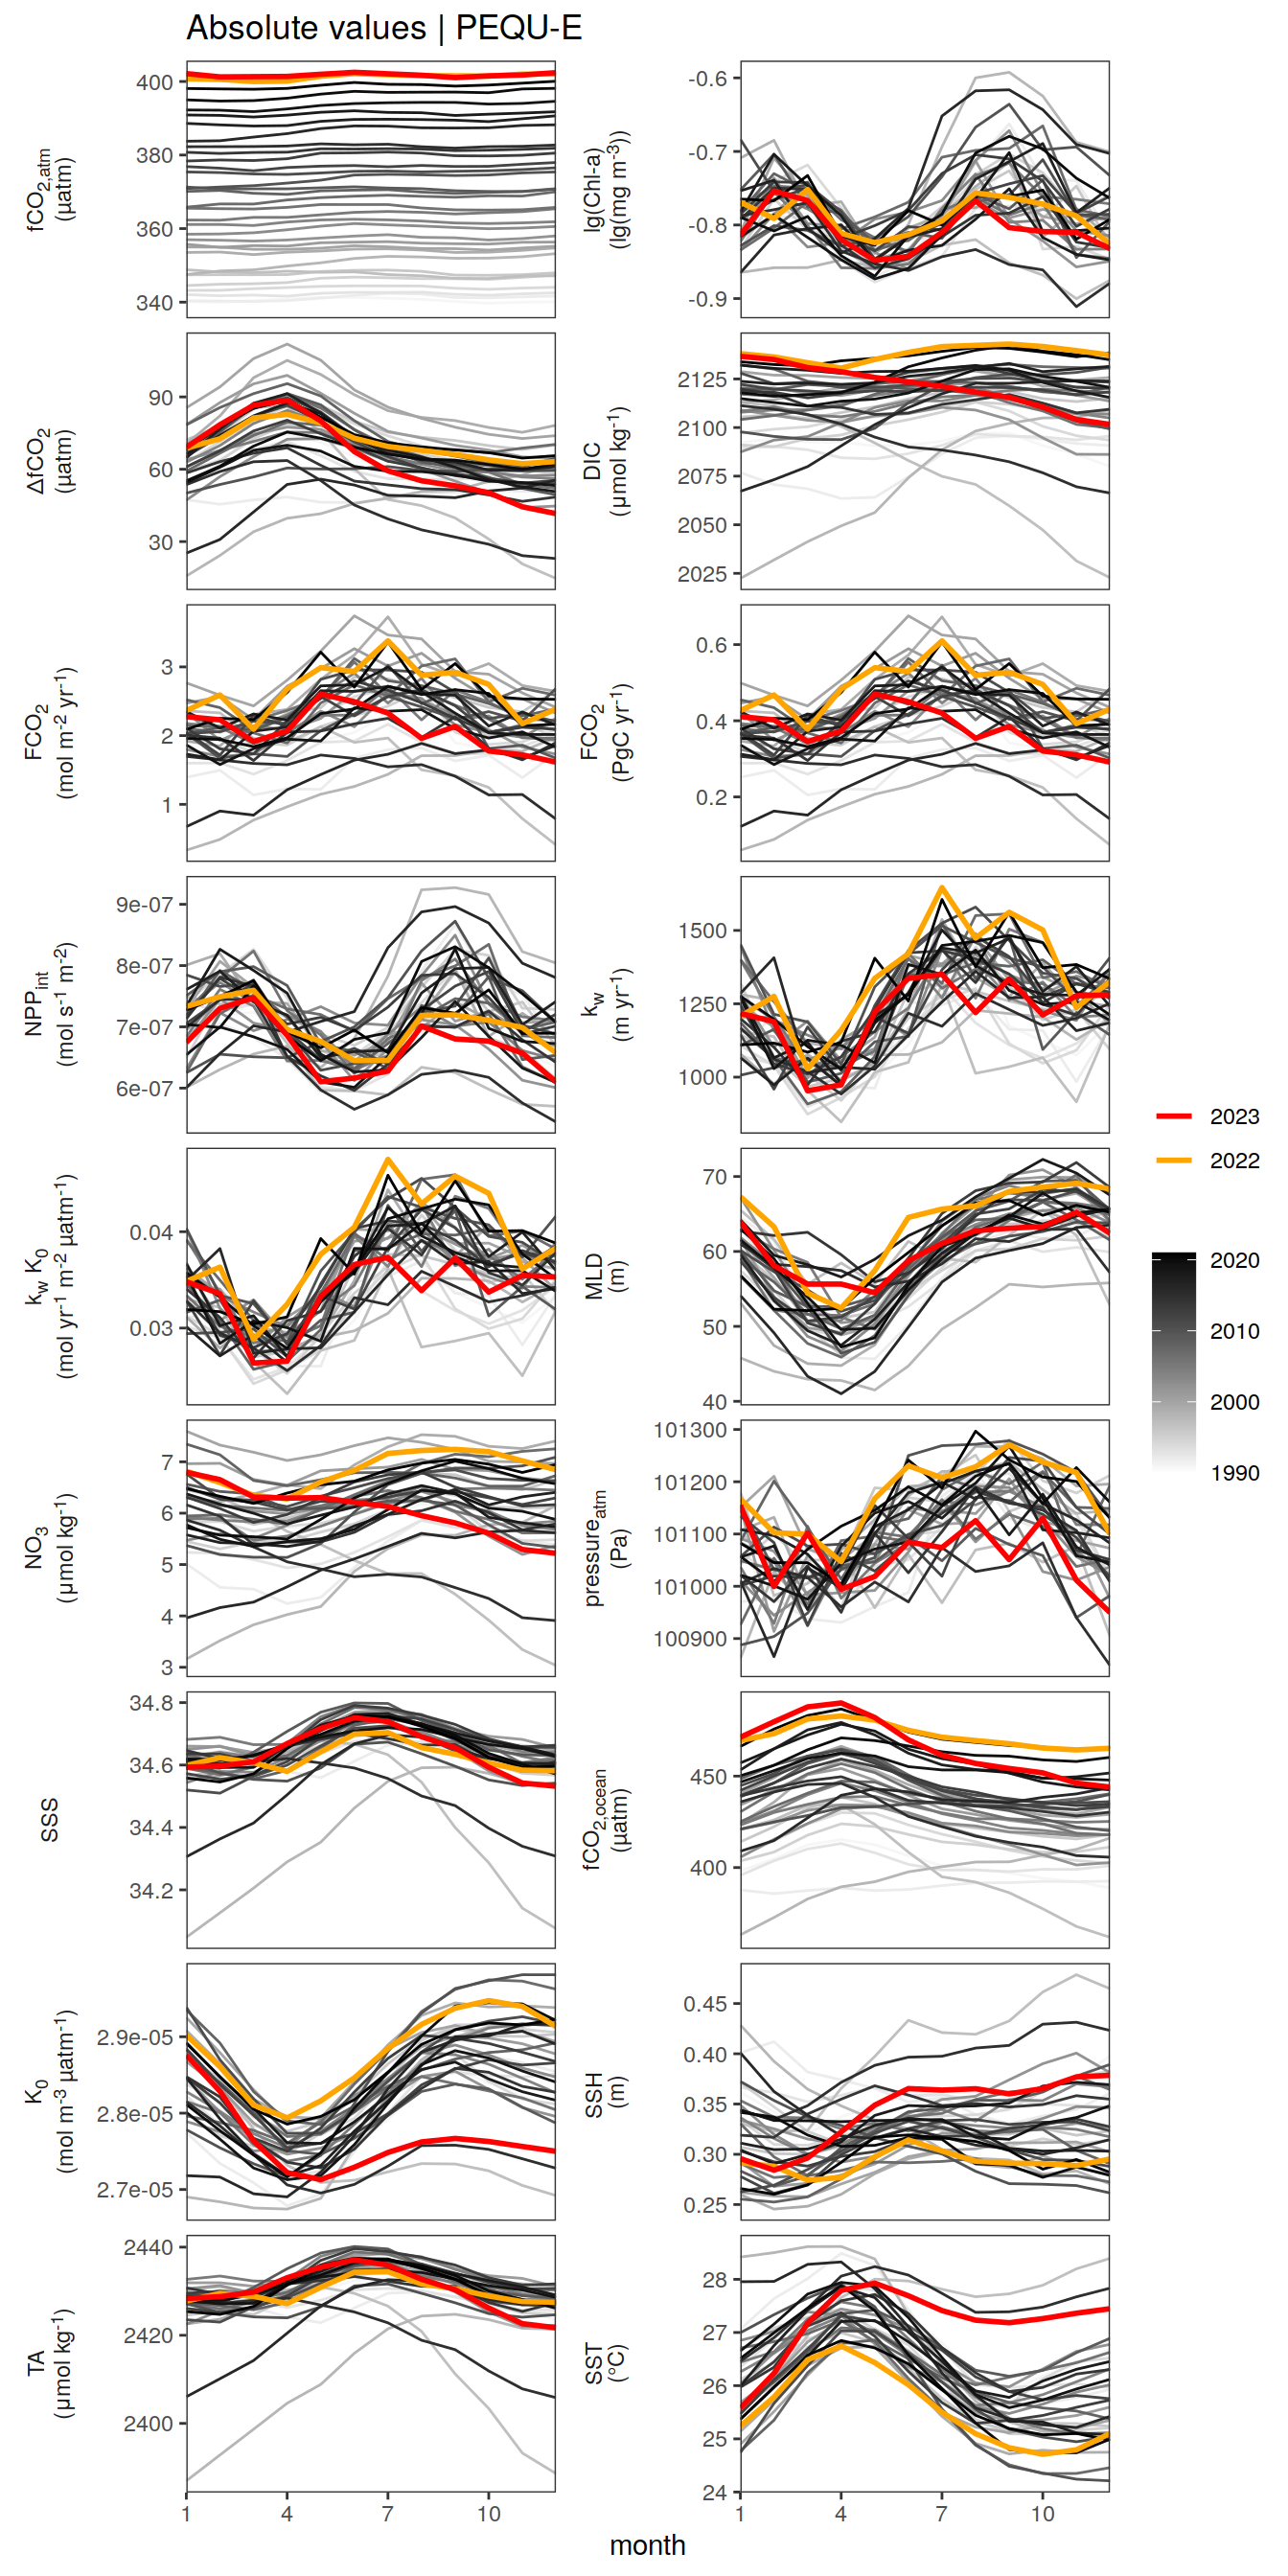 Absolute values | PEQU-E
fCO2,atm
(µatm)
400
380
360
340
lg(Chl-a)
(lg(mg m-3))
-0.6
-0.7
-0.8
-0.9
ΔfCO2
(µatm)
90
60
30
DIC
(µmol kg-1)
2125
2100
2075
2050
2025
FCO2
(mol m-2 yr-1)
3
2
1
FCO2
(PgC yr-1)
0.6
0.4
0.2
NPPint
(mol s-1 m-2)
9e-07
8e-07
7e-07
6e-07
kw
(m yr-1)
1500
1250
1000
kw K0
(mol yr-1 m-2 µatm-1)
0.04
0.03
MLD
(m)
70
60
50
40
NO3
(µmol kg-1)
7
6
5
4
3
pressureatm
(Pa)
101300
101200
101100
101000
100900
SSS
34.8
34.6
34.4
34.2
fCO2,ocean
(µatm)
450
400
K0
(mol m-3 µatm-1)
2.9e-05
2.8e-05
2.7e-05
SSH
(m)
0.45
0.40
0.35
0.30
0.25
TA
(µmol kg-1)
2440
2420
2400
SST
(°C)
28
27
26
25
24
1 4 7 10
1 4 7 10
month
2023
2022
2020
2010
2000
1990